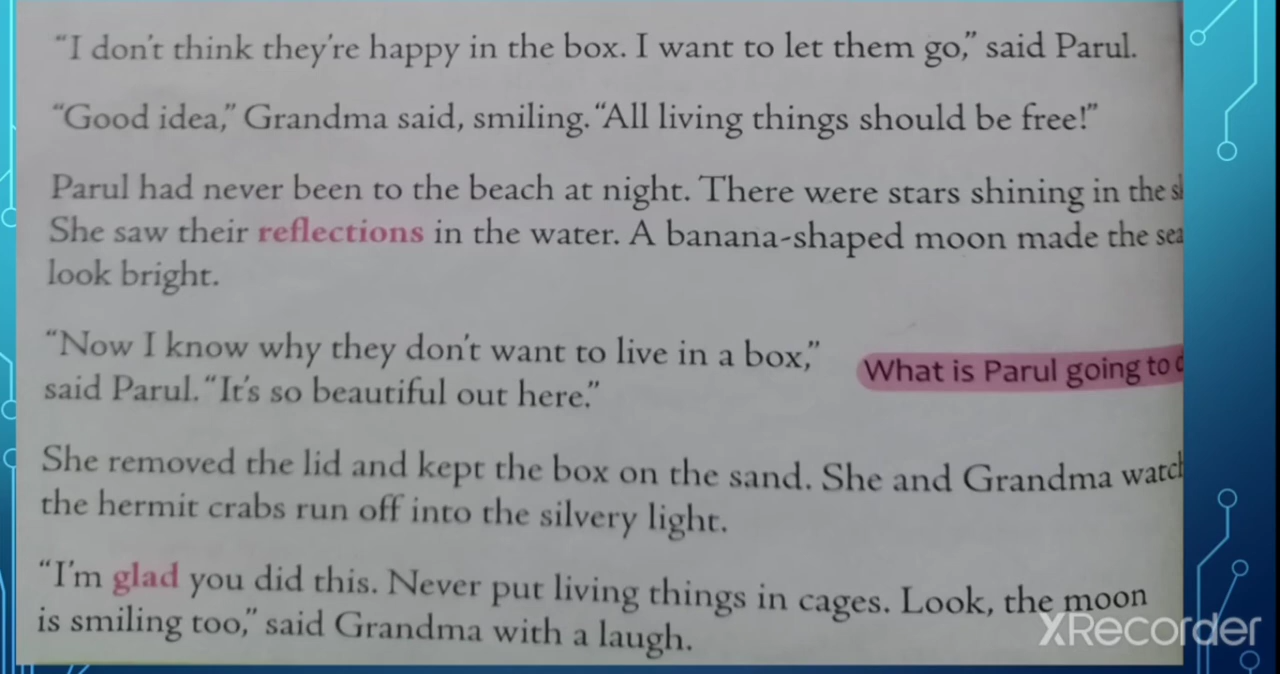 “I don’t think they’re happy in the box. I want to let them go,” said Parul.
“Good idea,” Grandma said, smiling. “All living things should be free!”
Parul had never been to the beach at night. There were stars shining in the
She saw their reflections in the water. A banana-shaped moon made the sea
look bright.
“Now I know why they don’t want to live in a box,”
What is Parul going to
said Parul. “It’s so beautiful out here.”
She removed the lid and kept the box on the sand. She and Grandma
the hermit crabs run off into the silvery light.
“I’m glad you did this. Never put living things in cages. Look, the moon
is smiling too,” said Grandma with a laugh.
XRecorder